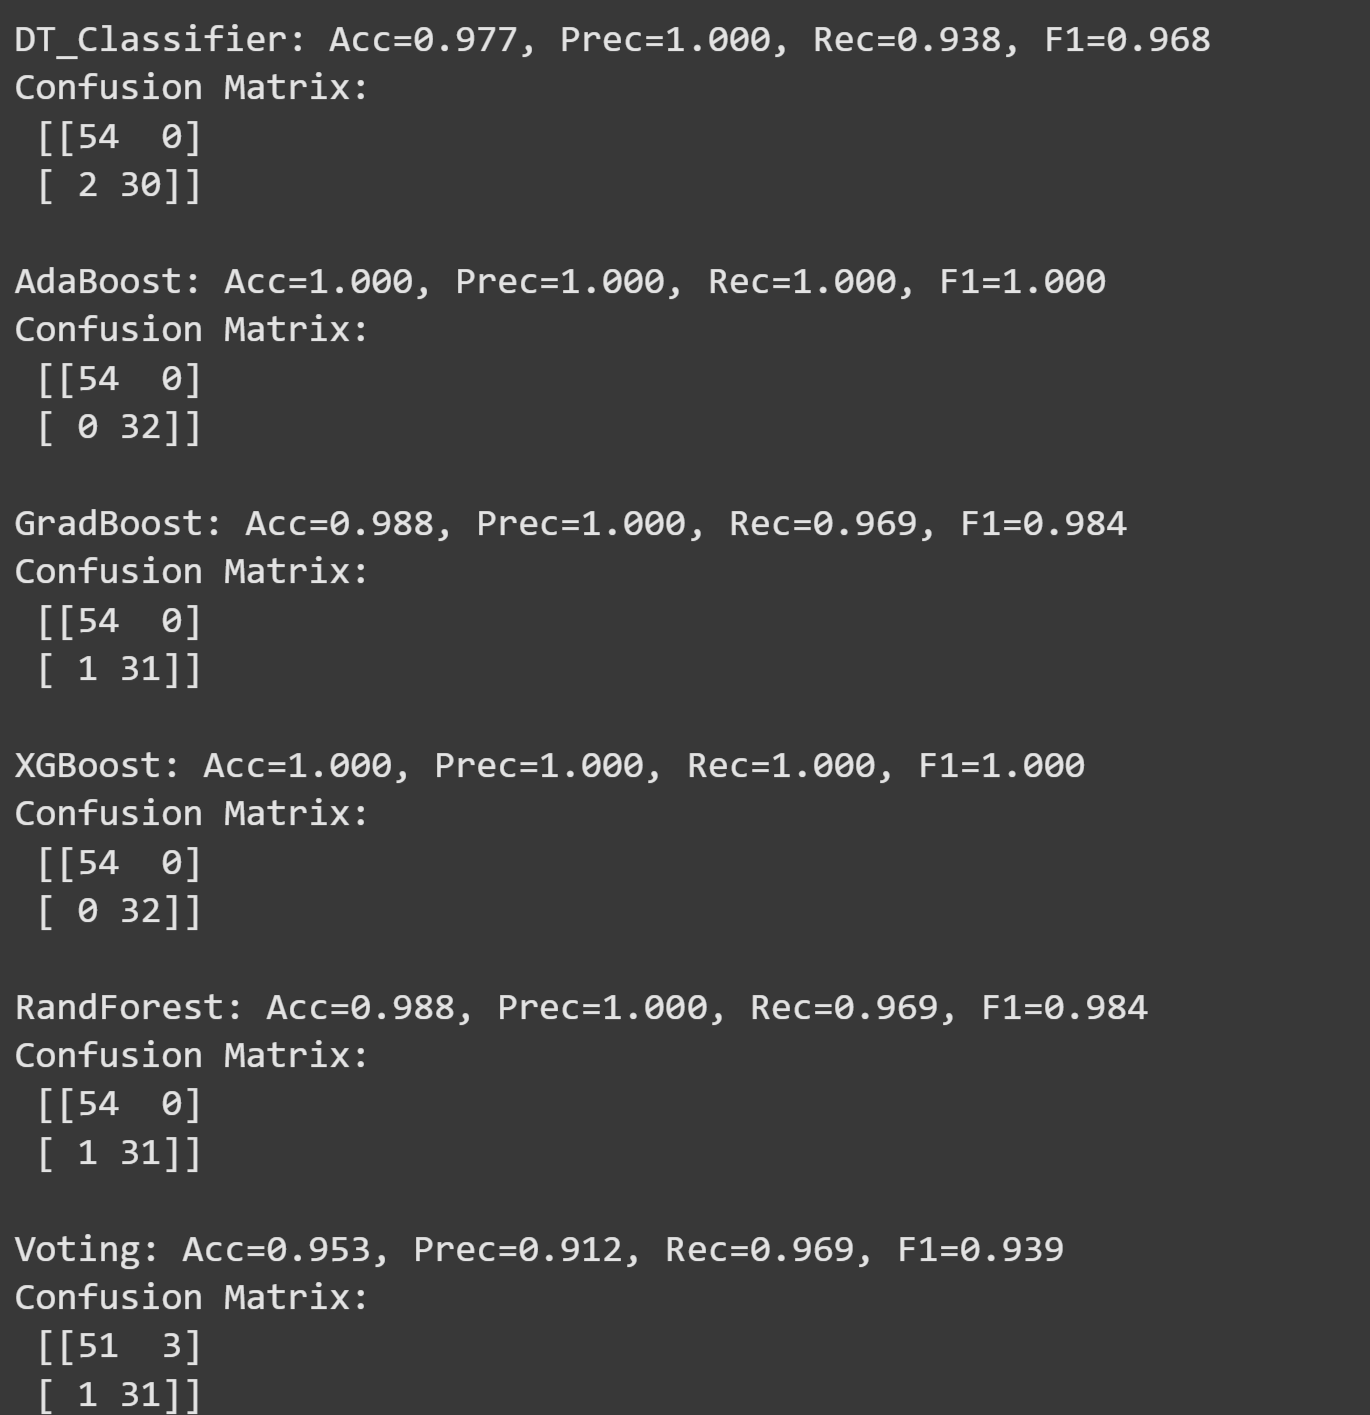 DT_Classifier: Acc=0.977, Prec=1.000, Rec=0.938, F1=0.968
Confusion Matrix:
 [[54  0]
 [ 2 30]]

AdaBoost: Acc=1.000, Prec=1.000, Rec=1.000, F1=1.000
Confusion Matrix:
 [[54  0]
 [ 0 32]]

GradBoost: Acc=0.988, Prec=1.000, Rec=0.969, F1=0.984
Confusion Matrix:
 [[54  0]
 [ 1 31]]

XGBoost: Acc=1.000, Prec=1.000, Rec=1.000, F1=1.000
Confusion Matrix:
 [[54  0]
 [ 0 32]]

RandForest: Acc=0.988, Prec=1.000, Rec=0.969, F1=0.984
Confusion Matrix:
 [[54  0]
 [ 1 31]]

Voting: Acc=0.953, Prec=0.912, Rec=0.969, F1=0.939
Confusion Matrix:
 [[51  3]
 [ 1 31]]